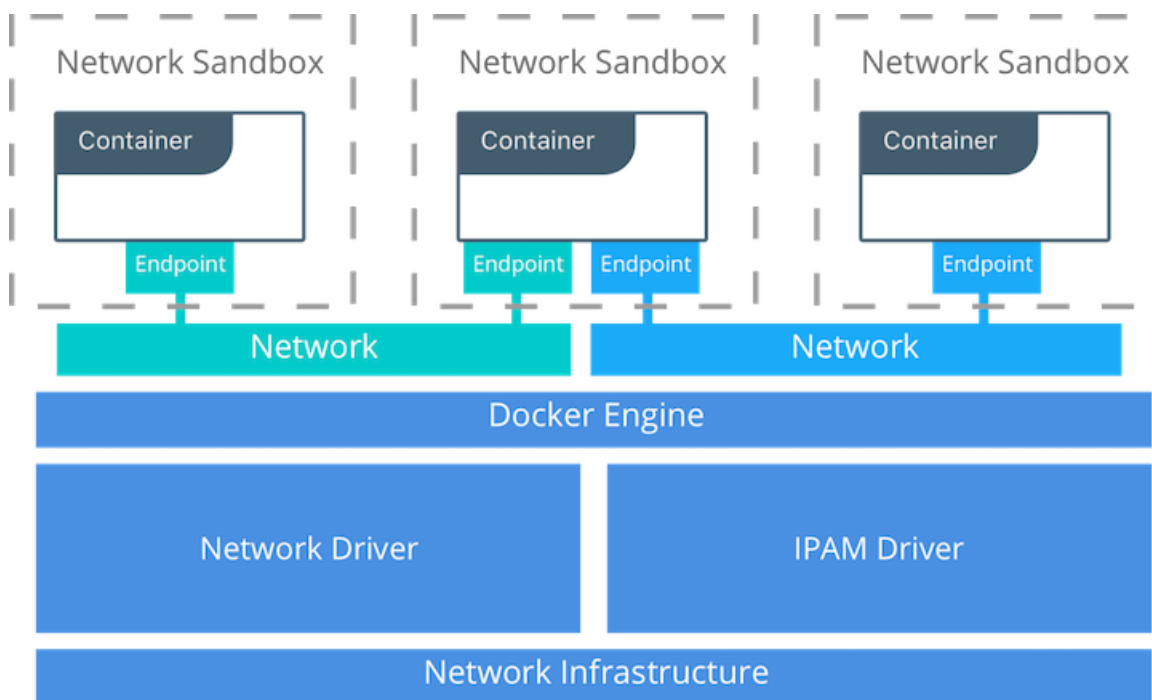 Network Sandbox
Network Sandbox
Network Sandbox
Container
Container
Container
Endpoint
Endpoint
Endpoint
Endpoint
Network
Network
Docker Engine
Network Driver
IPAM Driver
Network Infrastructure